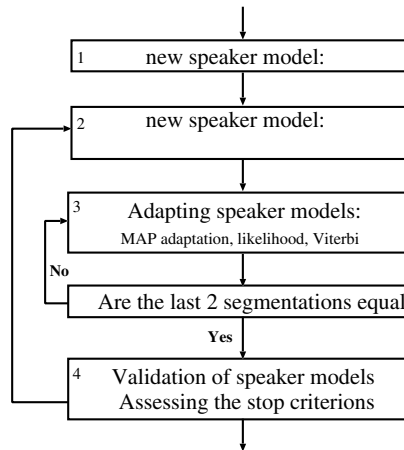 1
new speaker model:
2
new speaker model:
3
Adapting speaker models:
MAP adaptation, likelihood, Viterbi
No
Are the last 2 segmentations equal
Yes
4
Validation of speaker models
Assessing the stop criterions